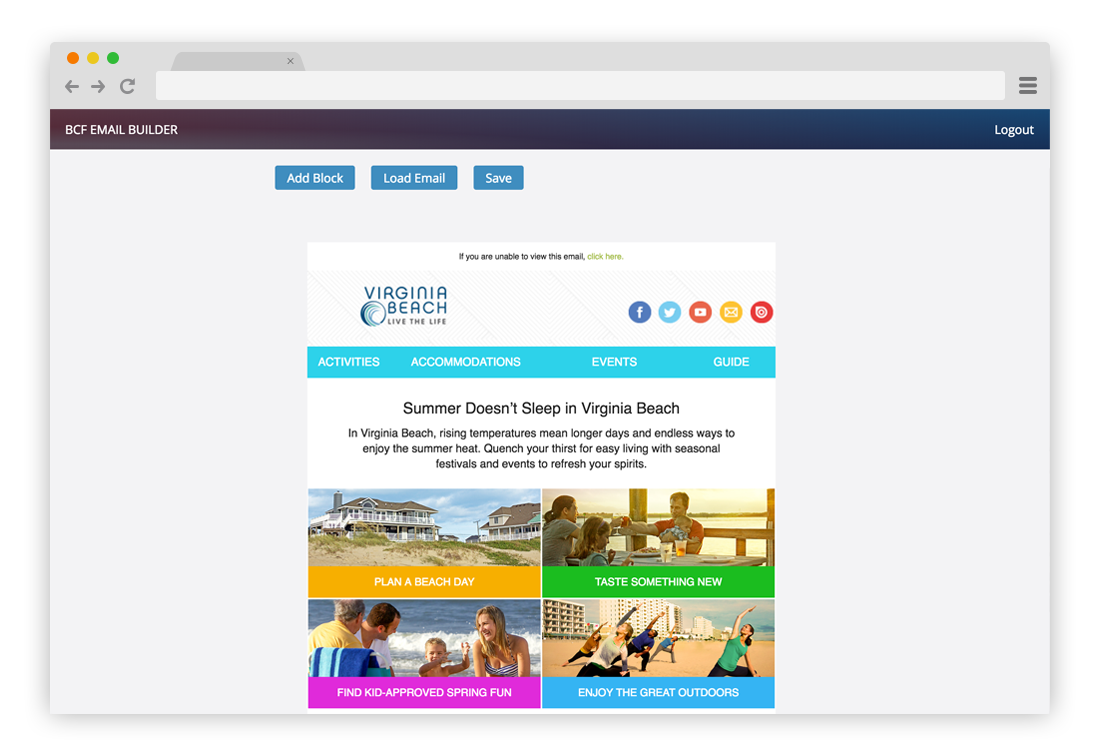 BCF EMAIL BUILDER
Logout
Add Block Load Email Save
If you are unable to view this email, click here.
VIRGINIA
BEACH
LIVE THE LIFE
ACTIVITIES ACCOMMODATIONS EVENTS GUIDE
Summer Doesn’t Sleep in Virginia Beach
In Virginia Beach, rising temperatures mean longer days and endless ways to
enjoy the summer heat. Quench your thirst for easy living with seasonal
festivals and events to refresh your spirits.
PLAN A BEACH DAY
TASTE SOMETHING NEW
FIND KID-APPROVED SPRING FUN
ENJOY THE GREAT OUTDOORS